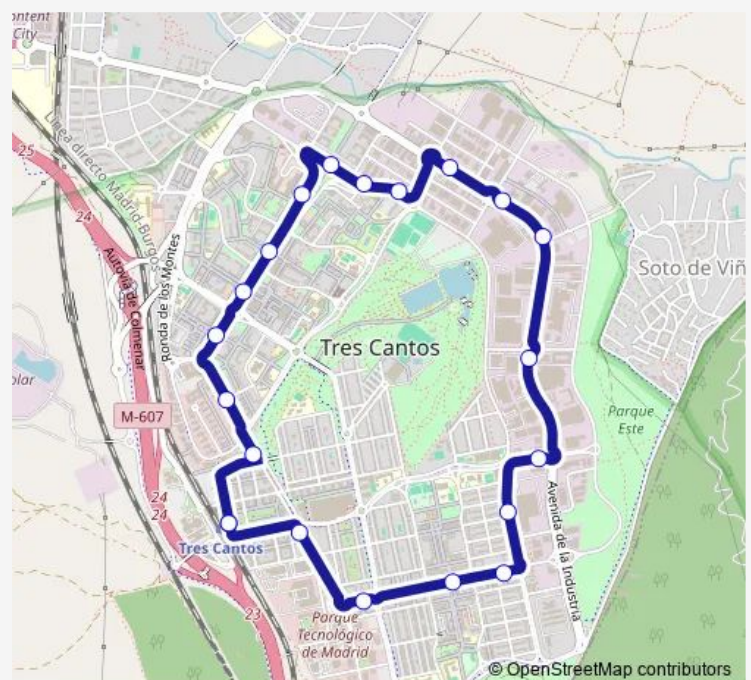 ontent
City
Línea directo Madrid-Burgos
25
24
Autovía de Colmenar
Ronda de los Montes
Soto de Viñ
Tres Cantos
olar
M-607
Parque
Este
24
24
Tres Cantos
Avenida de la Industria
23
Parque
Tecnológico
de Madrid
© OpenStreetMap contributors